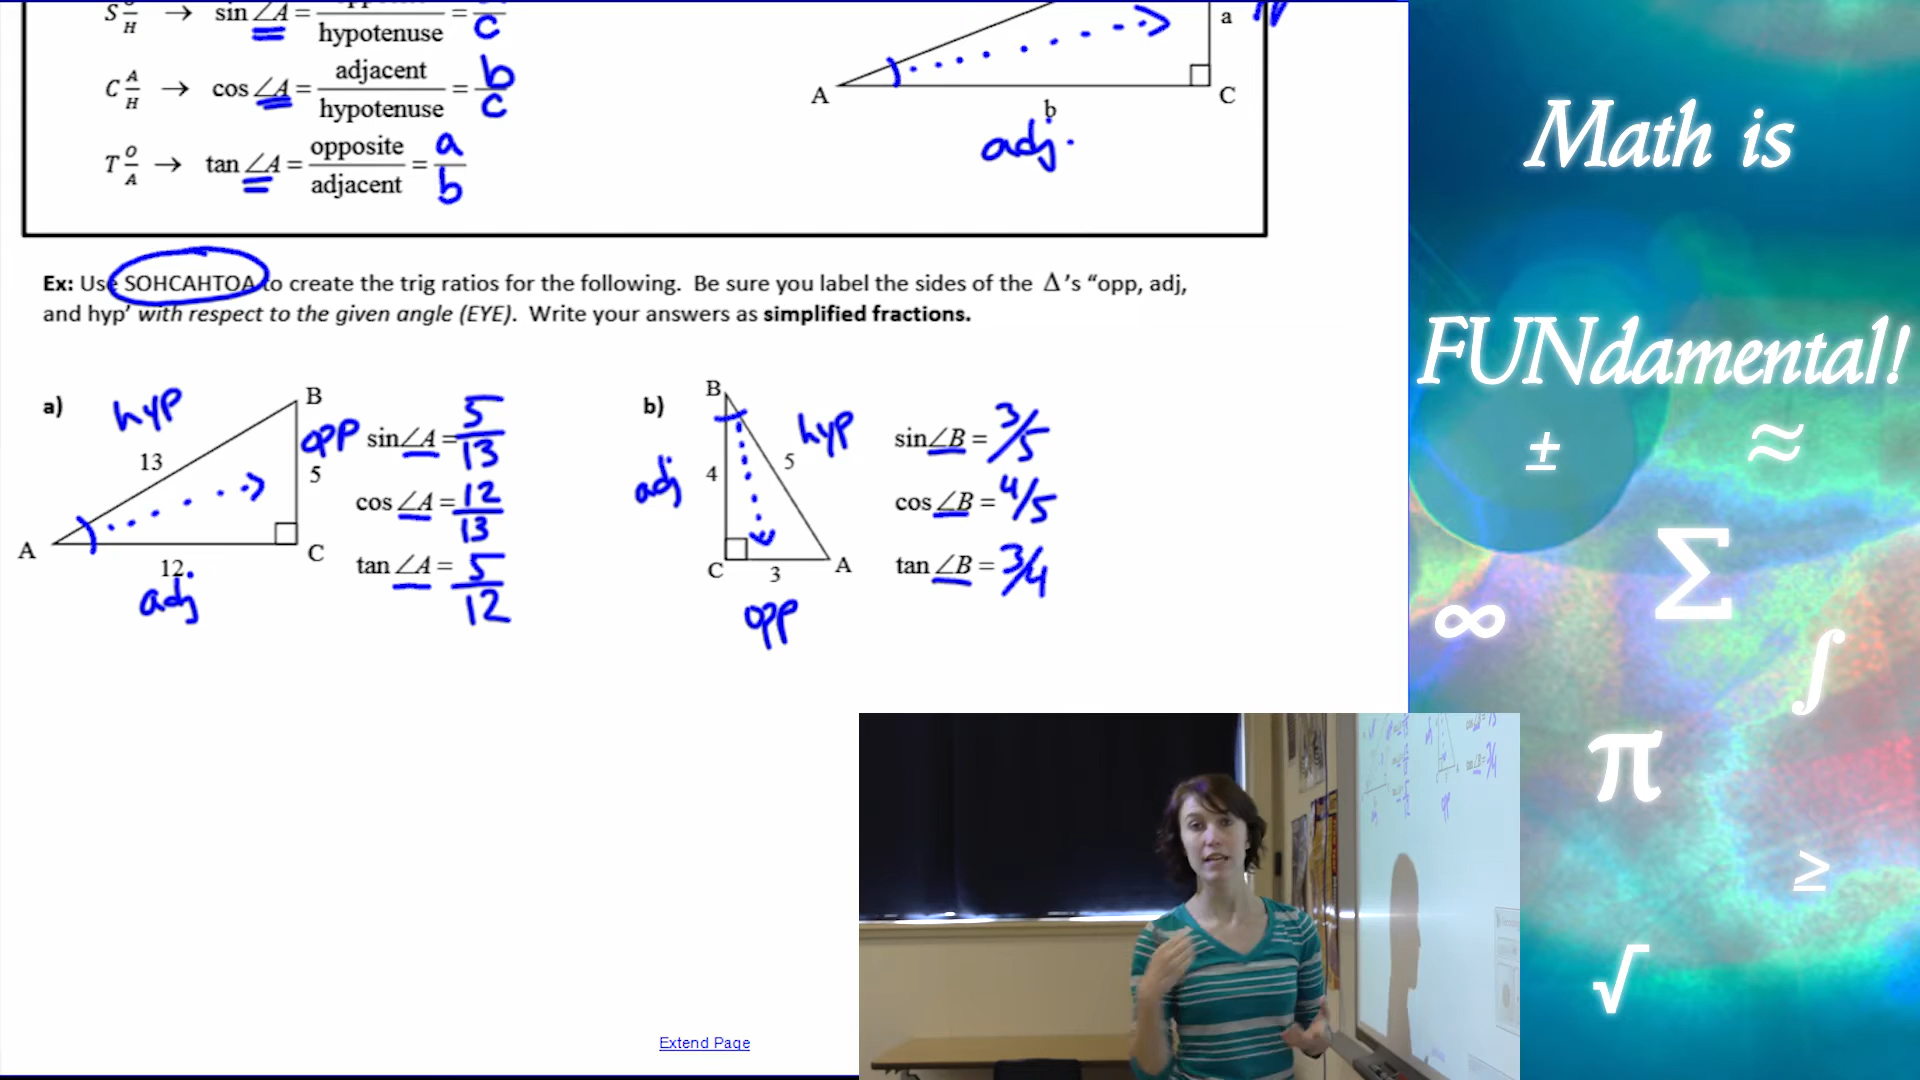 S O/H → sin ∠A = hypotenuse = c
C A/H → cos ∠A = adjacent/hypotenuse = b/c
T O/A → tan ∠A = opposite/adjacent = a/b
a
A
C
b
adj.
Ex: Use SOHCAHTOA to create the trig ratios for the following. Be sure you label the sides of the Δ's "opp, adj,
and hyp' with respect to the given angle (EYE). Write your answers as simplified fractions.
a)
hyp
B
13
opp
5
A
12
C
adj
sin∠A = 5/13
cos∠A = 12/13
tan∠A = 5/12
b)
B
hyp
adj
4
5
C
3
A
opp
sin∠B = 3/5
cos∠B = 4/5
tan∠B = 3/4
Extend Page
Math is
FUNdamental!
± ≈
Σ
∞
∫
π
≥
√